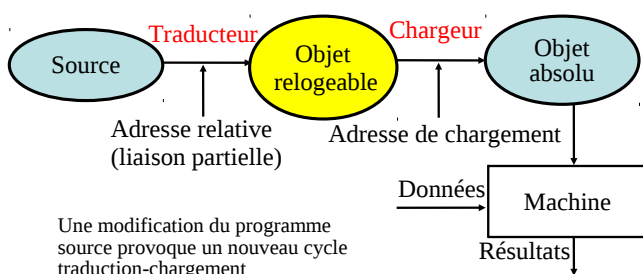 Traducteur
Chargeur
Source
Objet
relogeable
Objet
absolu
Adresse relative
(liaison partielle)
Adresse de chargement
Données
Machine
Une modification du programme
source provoque un nouveau cycle
traduction-chargement
Résultats